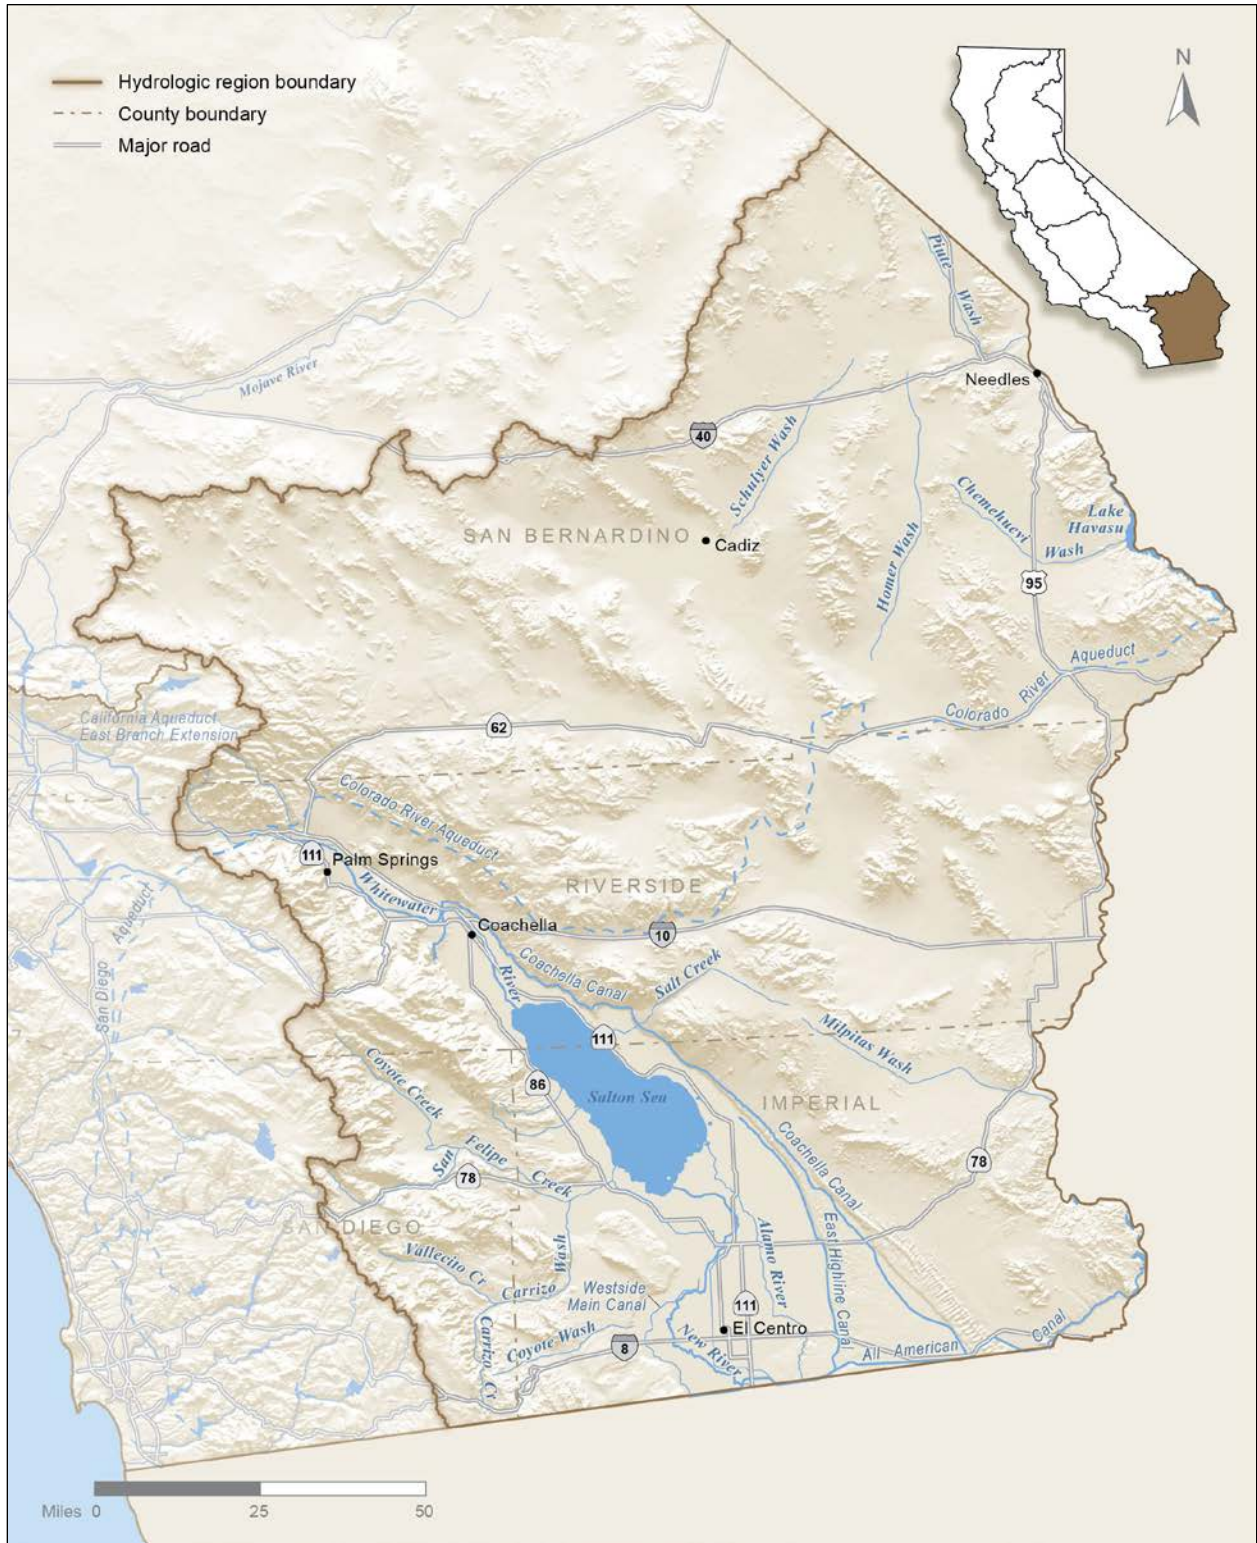 Hydrologic region boundary
County boundary
Major road
N
Piute
Wash
Needles
Mojave River
40
Schulyer Wash
Chemehuevi
Wash
Lake
Havasu
SAN BERNARDINO
Cadiz
Homer Wash
95
Aqueduct
River
Colorado
California Aqueduct
East Branch Extension
62
Colorado River Aqueduct
111
Palm Springs
Whitewater
RIVERSIDE
Aqueduct
Coachella
10
River
Coachella Canal
Salt Creek
San Diego
111
Milpitas Wash
Coyote Creek
86
Salton Sea
IMPERIAL
Coachella Canal
San
Felipe
Creek
78
78
SAN DIEGO
Alamo River
East Highline Canal
Vallecito Cr
Carrizo
Wash
Westside
Main Canal
111
El Centro
Carrizo Cr
Coyote Wash
8
New River
All American
Canal
Miles 0 25 50